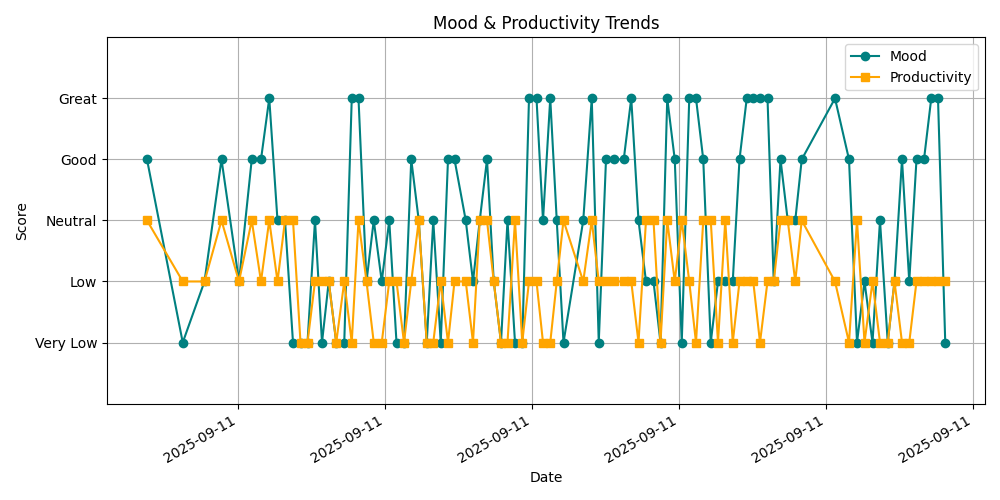 Mood & Productivity Trends
Mood
Productivity
Great
Good
Neutral
Low
Very Low
Score
2025-09-11
2025-09-11
2025-09-11
2025-09-11
2025-09-11
2025-09-11
Date